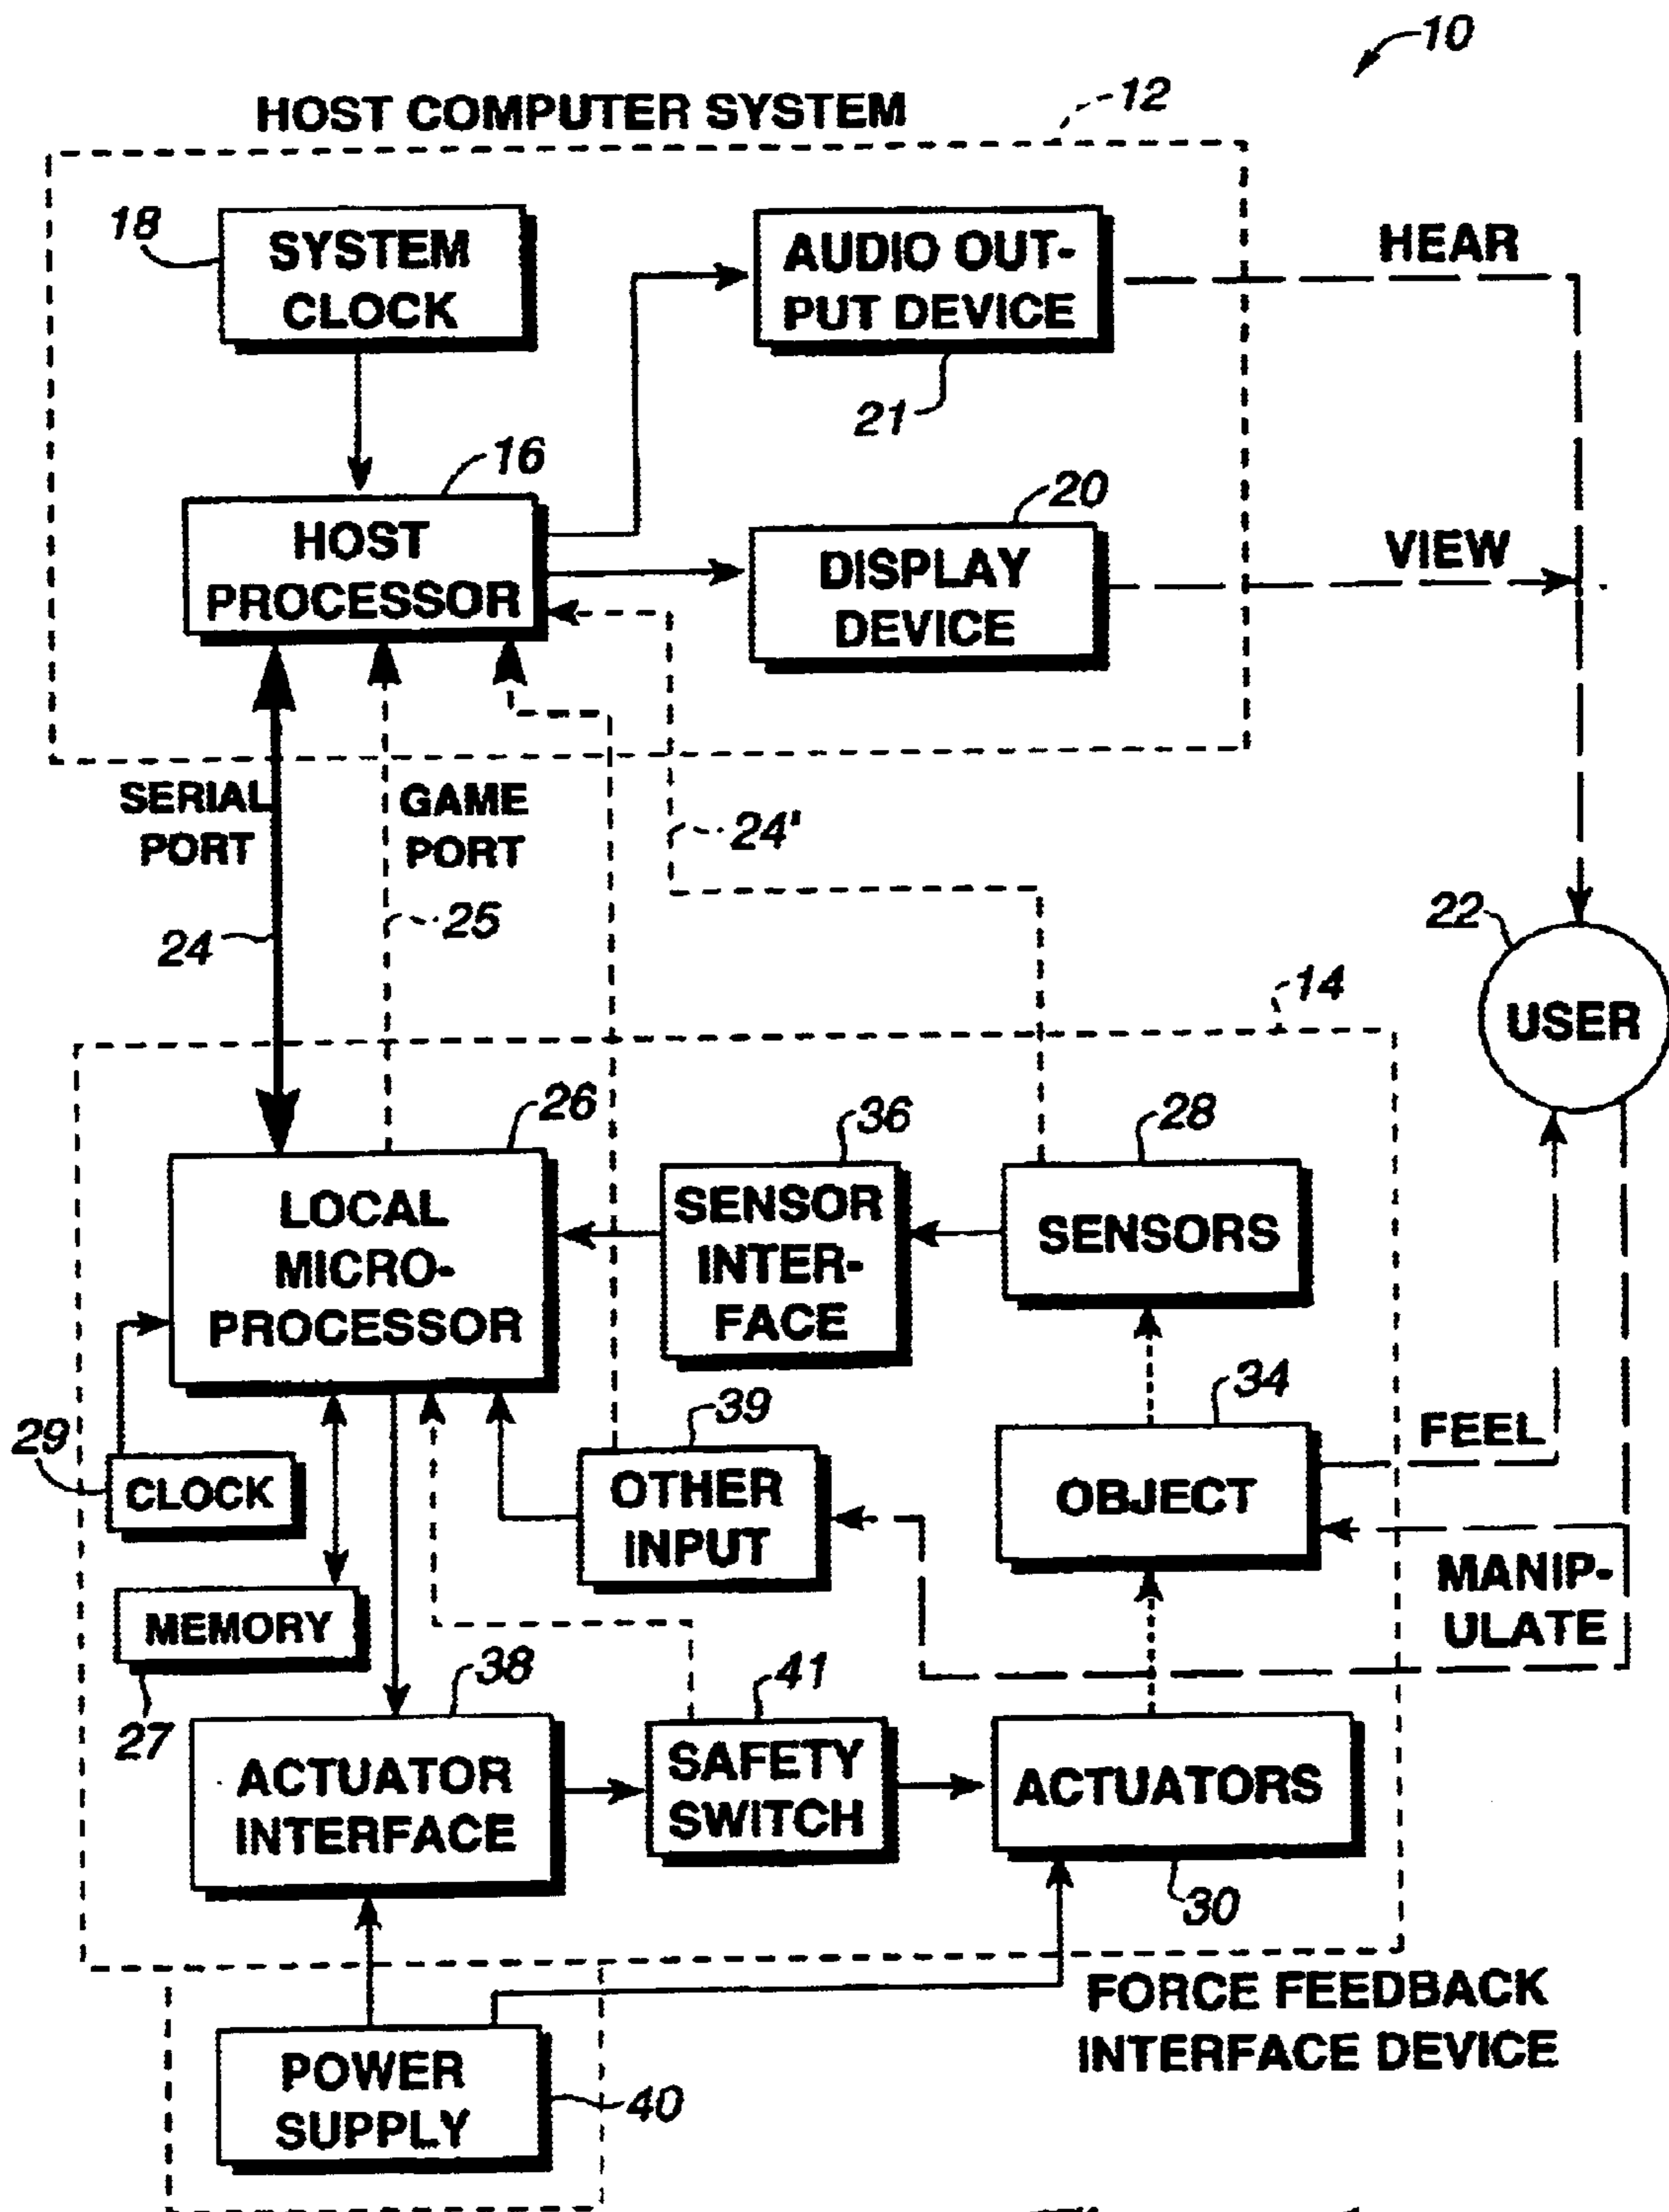 10
HOST COMPUTER SYSTEM
12
18
SYSTEM
CLOCK
AUDIO OUT-
PUT DEVICE
21
HEAR
16
HOST
PROCESSOR
20
DISPLAY
DEVICE
VIEW
SERIAL
PORT
GAME
PORT
24'
24
25
22
USER
14
26
LOCAL
MICRO-
PROCESSOR
36
SENSOR
INTER-
FACE
28
SENSORS
29
CLOCK
39
OTHER
INPUT
34
OBJECT
FEEL
MANIP-
ULATE
MEMORY
27
38
ACTUATOR
INTERFACE
41
SAFETY
SWITCH
ACTUATORS
30
FORCE FEEDBACK
INTERFACE DEVICE
POWER
SUPPLY
40